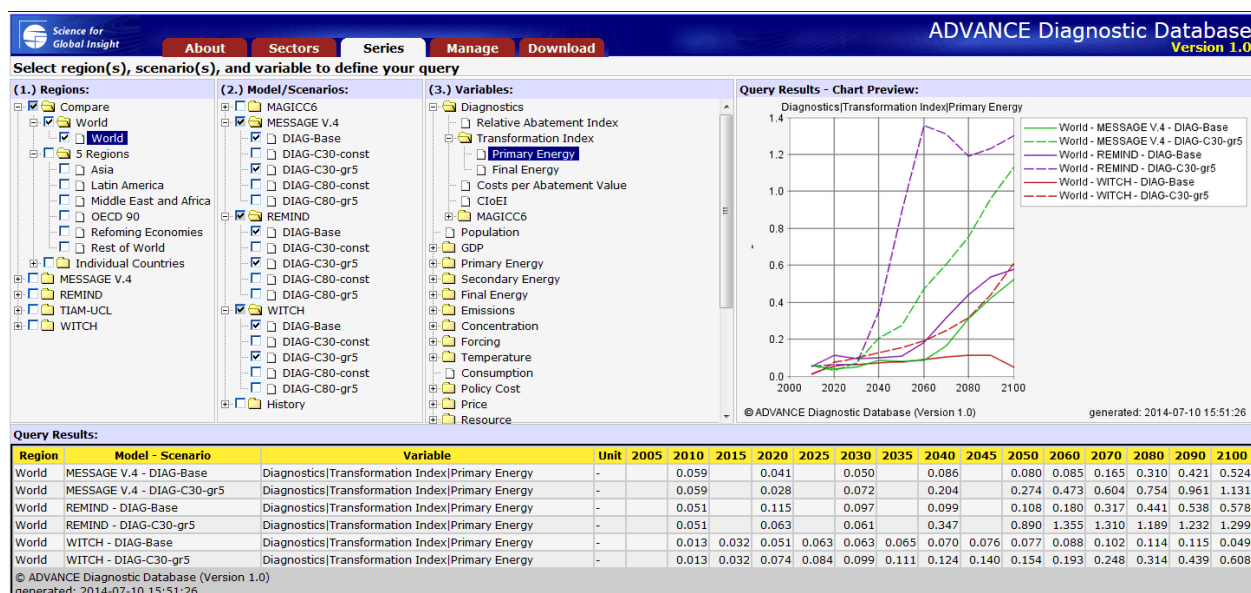 Science for
Global Insight
ADVANCE Diagnostic Database
Version 1.0
About Sectors Series Manage Download
Select region(s), scenario(s), and variable to define your query
(1.) Regions:
Compare
World
World
5 Regions
Asia
Latin America
Middle East and Africa
OECD 90
Refoming Economies
Rest of World
Individual Countries
MESSAGE V.4
REMIND
TIAM-UCL
WITCH
(2.) Model/Scenarios:
MAGICC6
MESSAGE V.4
DIAG-Base
DIAG-C30-const
DIAG-C30-gr5
DIAG-C80-const
DIAG-C80-gr5
REMIND
DIAG-Base
DIAG-C30-const
DIAG-C30-gr5
DIAG-C80-const
DIAG-C80-gr5
WITCH
DIAG-Base
DIAG-C30-const
DIAG-C30-gr5
DIAG-C80-const
DIAG-C80-gr5
History
(3.) Variables:
Diagnostics
Relative Abatement Index
Transformation Index
Primary Energy
Final Energy
Costs per Abatement Value
CIoEI
MAGICC6
Population
GDP
Primary Energy
Secondary Energy
Final Energy
Emissions
Concentration
Forcing
Temperature
Consumption
Policy Cost
Price
Resource
Query Results - Chart Preview:
Diagnostics|Transformation Index|Primary Energy
1.4
1.2
1.0
0.8
0.6
0.4
0.2
0.0
2000 2020 2040 2060 2080 2100
World - MESSAGE V.4 - DIAG-Base
World - MESSAGE V.4 - DIAG-C30-gr5
World - REMIND - DIAG-Base
World - REMIND - DIAG-C30-gr5
World - WITCH - DIAG-Base
World - WITCH - DIAG-C30-gr5
© ADVANCE Diagnostic Database (Version 1.0) generated: 2014-07-10 15:51:26
Query Results:
Region Model - Scenario Variable Unit 2005 2010 2015 2020 2025 2030 2035 2040 2045 2050 2060 2070 2080 2090 2100
World MESSAGE V.4 - DIAG-Base Diagnostics|Transformation Index|Primary Energy - 0.059 0.041 0.050 0.086 0.080 0.085 0.165 0.310 0.421 0.524
World MESSAGE V.4 - DIAG-C30-gr5 Diagnostics|Transformation Index|Primary Energy - 0.059 0.028 0.072 0.204 0.274 0.473 0.604 0.754 0.961 1.131
World REMIND - DIAG-Base Diagnostics|Transformation Index|Primary Energy - 0.051 0.115 0.097 0.099 0.108 0.180 0.317 0.441 0.538 0.578
World REMIND - DIAG-C30-gr5 Diagnostics|Transformation Index|Primary Energy - 0.051 0.063 0.061 0.347 0.890 1.355 1.310 1.189 1.232 1.299
World WITCH - DIAG-Base Diagnostics|Transformation Index|Primary Energy - 0.013 0.032 0.051 0.063 0.063 0.065 0.070 0.076 0.077 0.088 0.102 0.114 0.115 0.049
World WITCH - DIAG-C30-gr5 Diagnostics|Transformation Index|Primary Energy - 0.013 0.032 0.074 0.084 0.099 0.111 0.124 0.140 0.154 0.193 0.248 0.314 0.439 0.608
© ADVANCE Diagnostic Database (Version 1.0)
generated: 2014-07-10 15:51:26